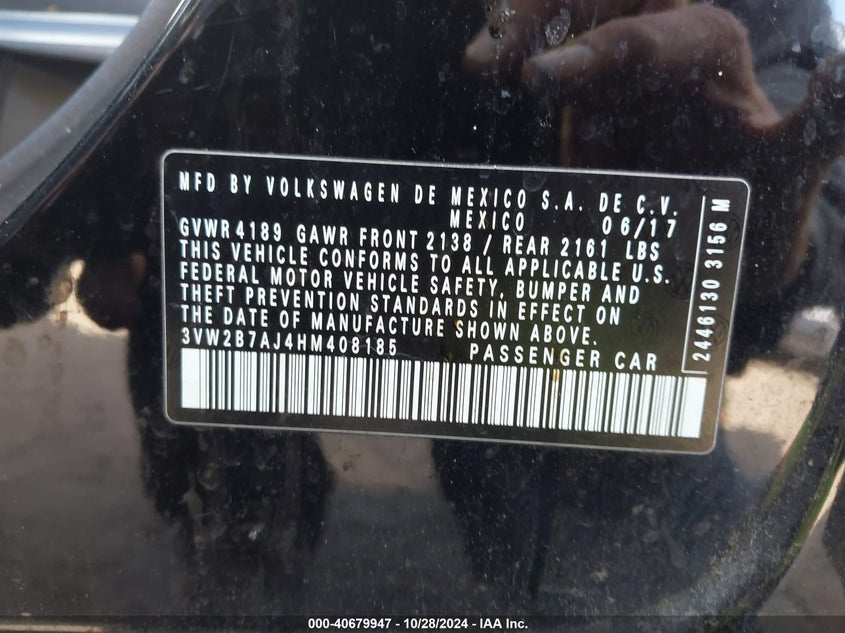 MFD BY VOLKSWAGEN DE MEXICO S.A. DE C.V.
MEXICO 06/17
GVWR 4189 GAWR FRONT 2138 / REAR 2161 LBS
THIS VEHICLE CONFORMS TO ALL APPLICABLE U.S.
FEDERAL MOTOR VEHICLE SAFETY, BUMPER AND
THEFT PREVENTION STANDARDS IN EFFECT ON
THE DATE OF MANUFACTURE SHOWN ABOVE.
3VW2B7AJ4HM408185 PASSENGER CAR
2446130 3156 M
000-40679947 - 10/28/2024 - IAA Inc.